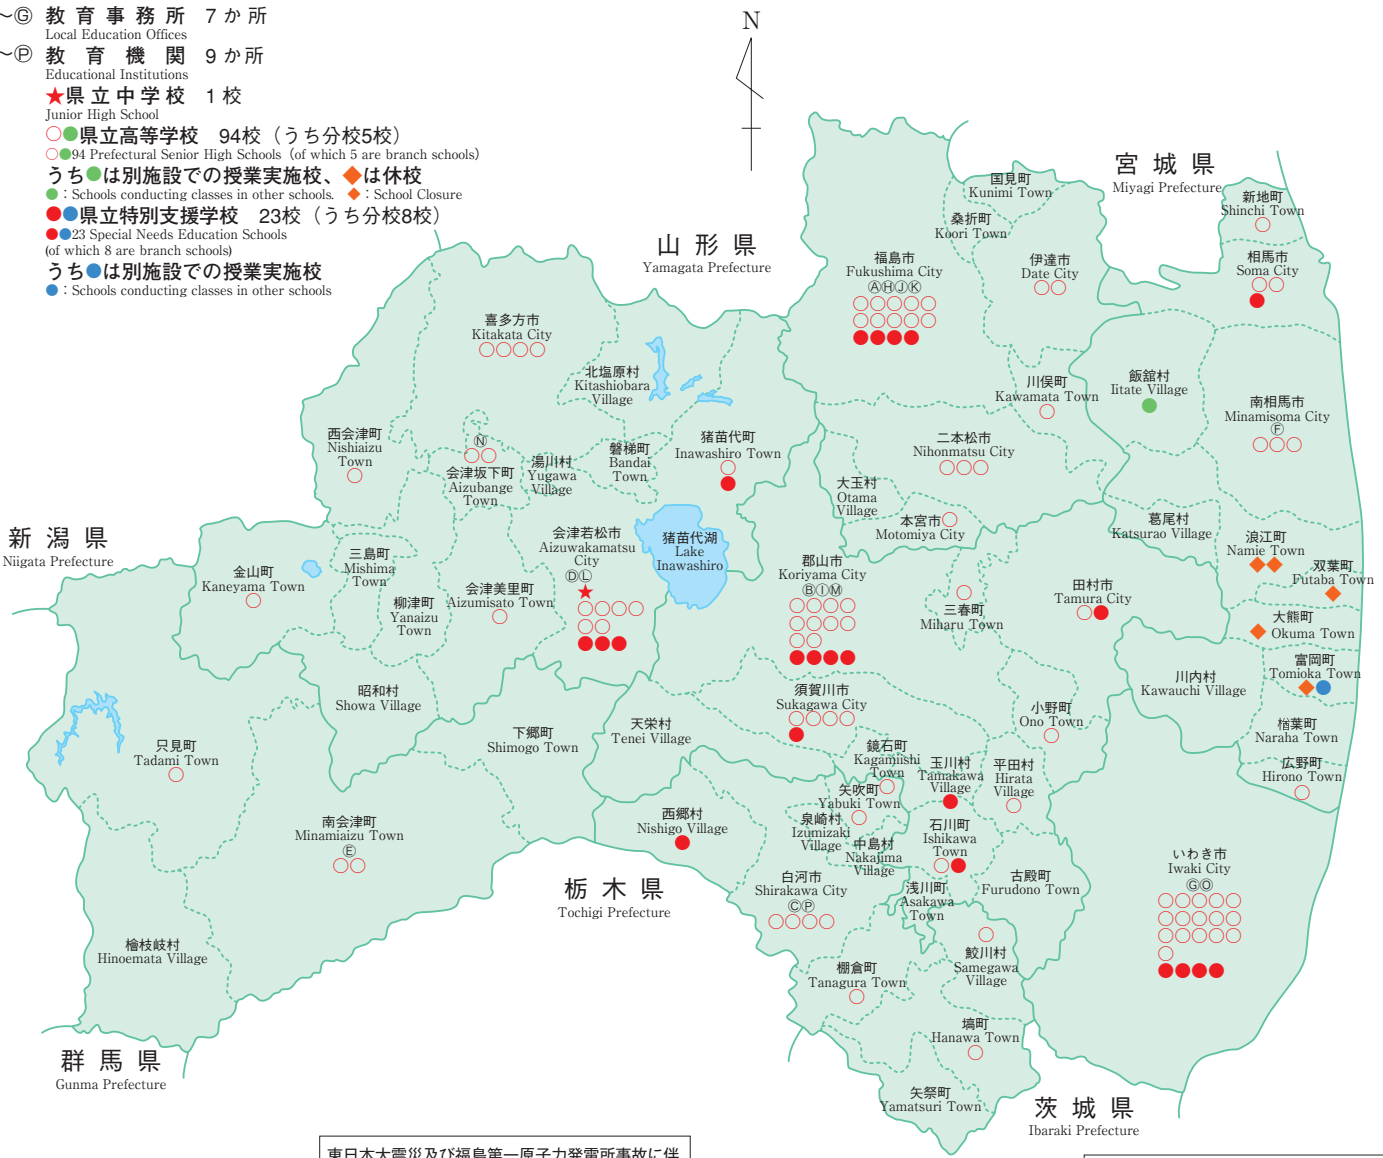 ～Ⓖ 教育事務所 7か所
Local Education Offices
～Ⓟ 教育機関 9か所
Educational Institutions
★県立中学校 1校
Junior High School
○●県立高等学校 94校（うち分校5校）
○●94 Prefectural Senior High Schools (of which 5 are branch schools)
うち●は別施設での授業実施校、◆は休校
●：Schools conducting classes in other schools. ◆：School Closure
●●県立特別支援学校 23校（うち分校8校）
●●23 Special Needs Education Schools
(of which 8 are branch schools)
うち●は別施設での授業実施校
●：Schools conducting classes in other schools
N
宮城県
Miyagi Prefecture
山形県
Yamagata Prefecture
新潟県
Niigata Prefecture
群馬県
Gunma Prefecture
栃木県
Tochigi Prefecture
茨城県
Ibaraki Prefecture
国見町
Kunimi Town
桑折町
Koori Town
新地町
Shinchi Town
福島市
Fukushima City
ⒶⒽⒿⓀ
伊達市
Date City
相馬市
Soma City
喜多方市
Kitakata City
北塩原村
Kitashiobara
Village
川俣町
Kawamata Town
飯舘村
Iitate Village
南相馬市
Minamisoma City
Ⓕ
西会津町
Nishiaizu
Town
Ⓝ
会津坂下町
Aizubange
Town
湯川村
Yugawa
Village
磐梯町
Bandai
Town
猪苗代町
Inawashiro Town
二本松市
Nihonmatsu City
大玉村
Otama
Village
本宮市
Motomiya City
葛尾村
Katsurao Village
浪江町
Namie Town
双葉町
Futaba Town
大熊町
Okuma Town
富岡町
Tomioka Town
金山町
Kaneyama Town
三島町
Mishima
Town
柳津町
Yanaizu
Town
会津美里町
Aizumisato Town
会津若松市
Aizuwakamatsu
City
ⒹⓁ
★
猪苗代湖
Lake
Inawashiro
郡山市
Koriyama City
ⒷⒾⓂ
三春町
Miharu Town
田村市
Tamura City
川内村
Kawauchi Village
楢葉町
Naraha Town
広野町
Hirono Town
昭和村
Showa Village
只見町
Tadami Town
下郷町
Shimogo Town
天栄村
Tenei Village
須賀川市
Sukagawa City
鏡石町
Kagamiishi
Town
玉川村
Tamakawa
Village
平田村
Hirata
Village
小野町
Ono Town
南会津町
Minamiaizu Town
Ⓔ
西郷村
Nishigo Village
矢吹町
Yabuki Town
泉崎村
Izumizaki
Village
中島村
Nakajima
Village
石川町
Ishikawa
Town
古殿町
Furudono Town
いわき市
Iwaki City
ⒼⓄ
白河市
Shirakawa City
ⒸⓅ
浅川町
Asakawa
Town
檜枝岐村
Hinoemata Village
棚倉町
Tanagura Town
鮫川村
Samegawa
Village
塙町
Hanawa Town
矢祭町
Yamatsuri Town
東日本大震災及び福島第一原子力発電所事故に伴